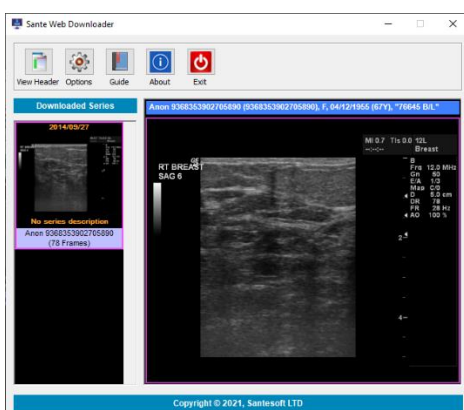 Sante Web Downloader
View Header Options Guide About Exit
Downloaded Series
Anon 9368353902705890 (9368353902705890), F, 04/12/1955 (67Y), "76645 B/L"
2014/09/27
No series description
Anon 9368353902705890
(78 Frames)
MI 0.7 TIs 0.0 12L
--:--:-- Breast
RT BREAST
SAG 6
B
Frq 12.0 MHz
Gn 50
E/A 1/3
Map C/0
D 5.0 cm
DR 78
FR 28 Hz
AO 100 %
2-
4-
Copyright © 2021, Santesoft LTD